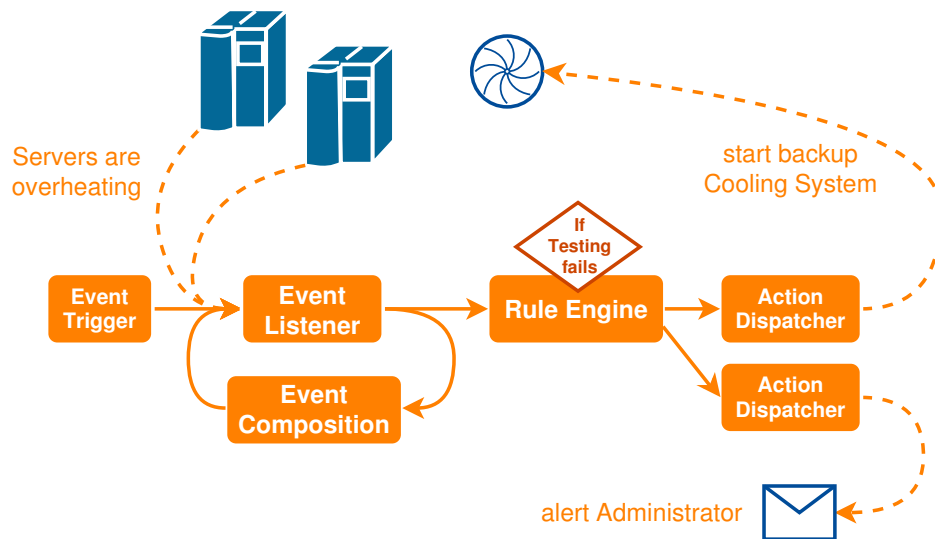 Servers are
overheating
start backup
Cooling System
If
Testing
fails
Event
Trigger
Event
Listener
Rule Engine
Action
Dispatcher
Event
Composition
Action
Dispatcher
alert Administrator